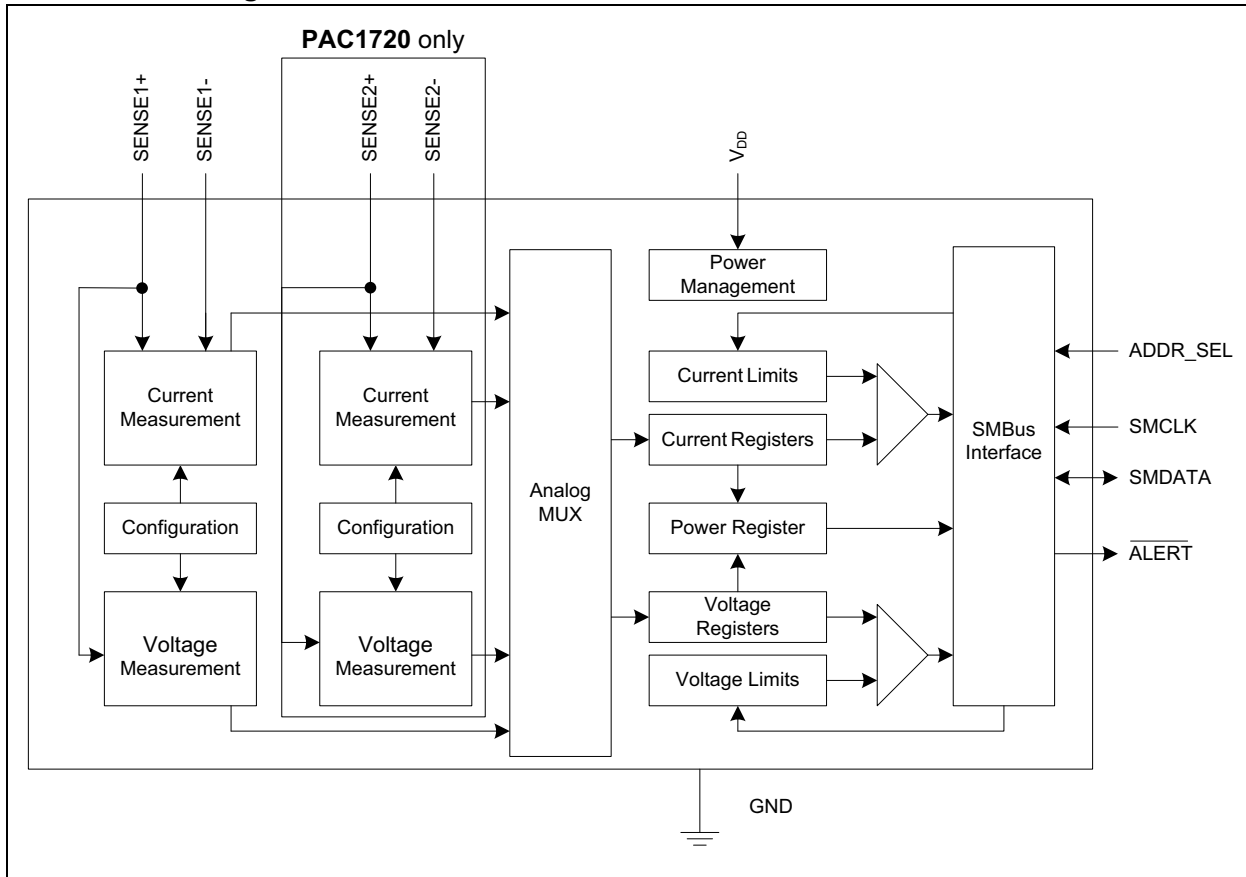 PAC1720 only
SENSE1+
SENSE1-
SENSE2+
SENSE2-
VDD
Power
Management
Current
Measurement
Current
Measurement
Configuration
Configuration
Voltage
Measurement
Voltage
Measurement
Analog
MUX
Current Limits
Current Registers
Power Register
Voltage
Registers
Voltage Limits
SMBus
Interface
ADDR_SEL
SMCLK
SMDATA
ALERT
GND